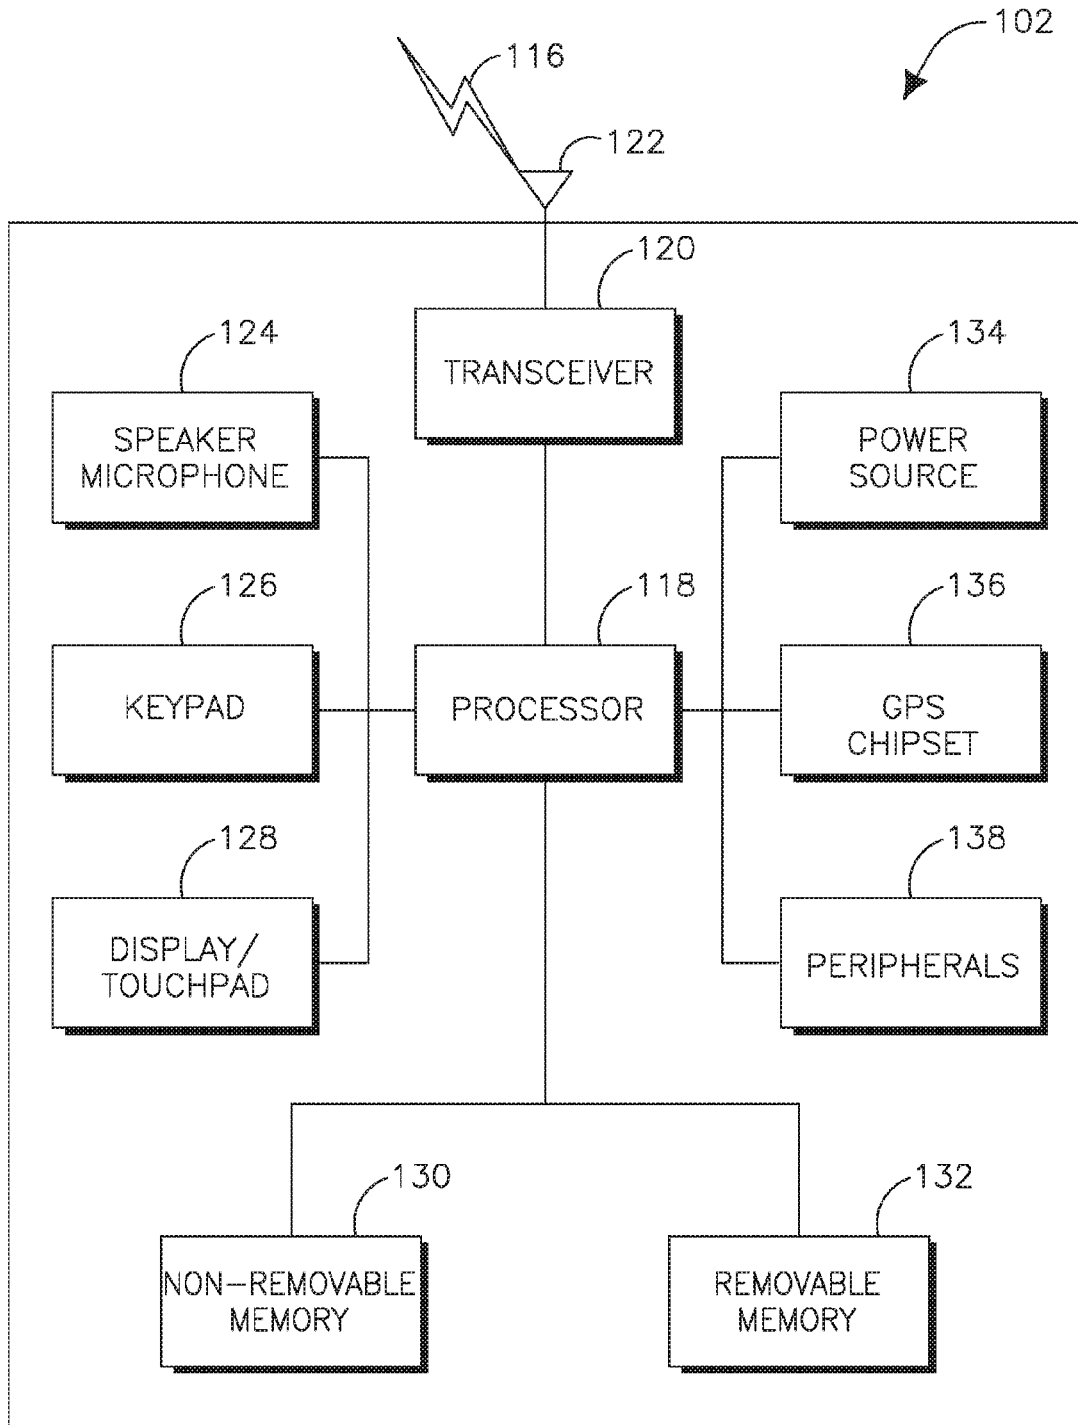 102
116
122
120
TRANSCEIVER
124
SPEAKER
MICROPHONE
134
POWER
SOURCE
126
KEYPAD
118
PROCESSOR
136
GPS
CHIPSET
128
DISPLAY/
TOUCHPAD
138
PERIPHERALS
130
NON-REMOVABLE
MEMORY
132
REMOVABLE
MEMORY